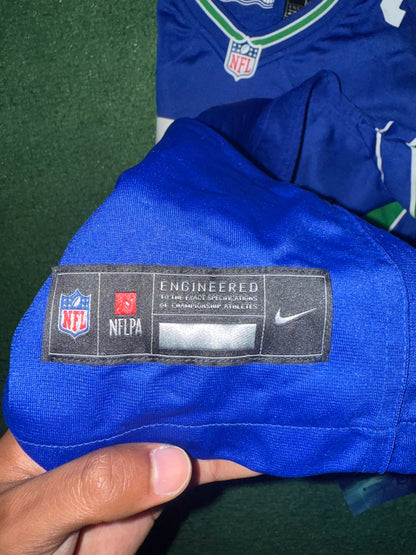 NFL
NFL
NFLPA
ENGINEERED
TO THE EXACT SPECIFICATIONS
OF CHAMPIONSHIP ATHLETES